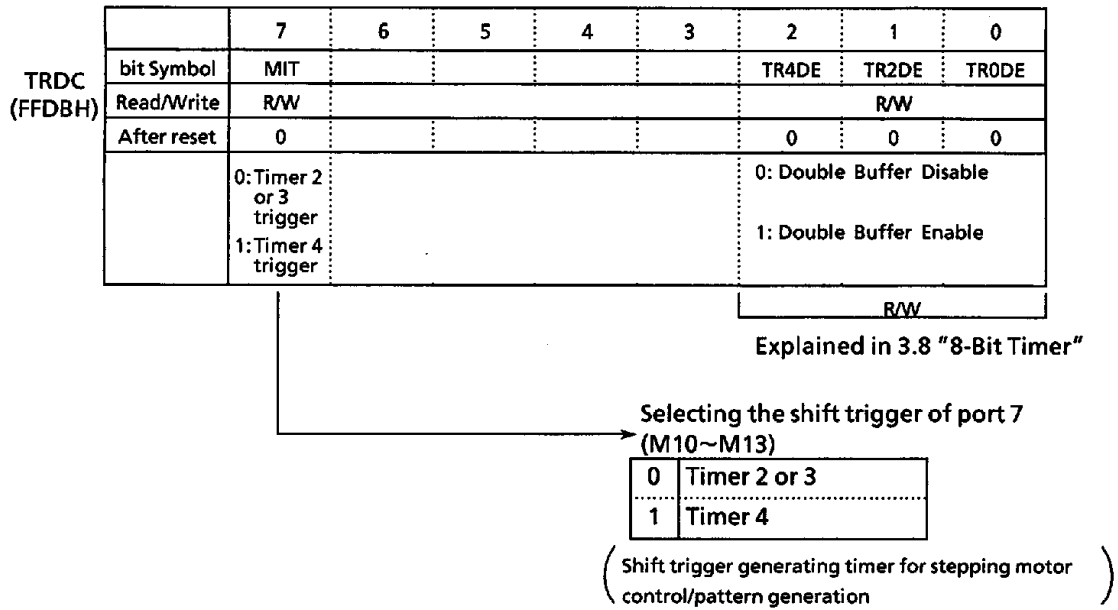 7 6 5 4 3 2 1 0
TRDC
(FFDBH)
bit Symbol MIT TR4DE TR2DE TR0DE
Read/Write R/W R/W
After reset 0 0 0 0
0: Timer 2
or 3
trigger
1: Timer 4
trigger
0: Double Buffer Disable
1: Double Buffer Enable
R/W
Explained in 3.8 "8-Bit Timer"
Selecting the shift trigger of port 7
(M10~M13)
0 Timer 2 or 3
1 Timer 4
Shift trigger generating timer for stepping motor
control/pattern generation